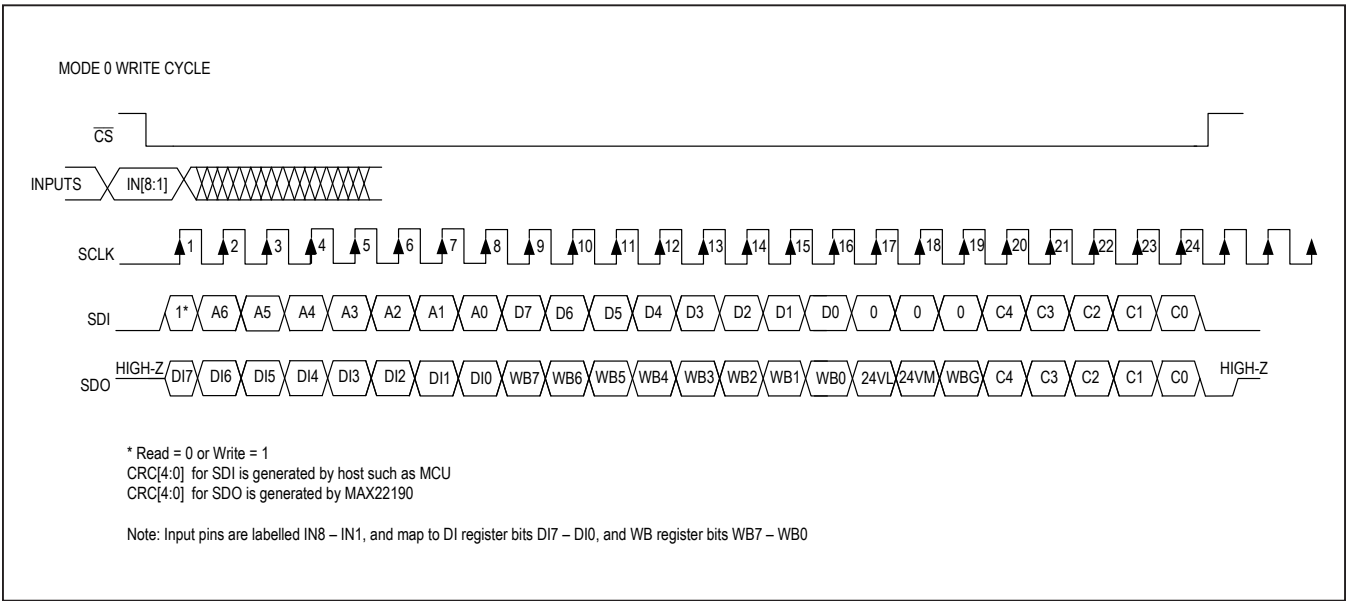 MODE 0 WRITE CYCLE
CS
INPUTS IN[8:1]
SCLK 1 2 3 4 5 6 7 8 9 10 11 12 13 14 15 16 17 18 19 20 21 22 23 24
SDI 1* A6 A5 A4 A3 A2 A1 A0 D7 D6 D5 D4 D3 D2 D1 D0 0 0 0 C4 C3 C2 C1 C0
SDO HIGH-Z DI7 DI6 DI5 DI4 DI3 DI2 DI1 DI0 WB7 WB6 WB5 WB4 WB3 WB2 WB1 WB0 24VL 24VM WBG C4 C3 C2 C1 C0 HIGH-Z
* Read = 0 or Write = 1
CRC[4:0] for SDI is generated by host such as MCU
CRC[4:0] for SDO is generated by MAX22190
Note: Input pins are labelled IN8 – IN1, and map to DI register bits DI7 – DI0, and WB register bits WB7 – WB0